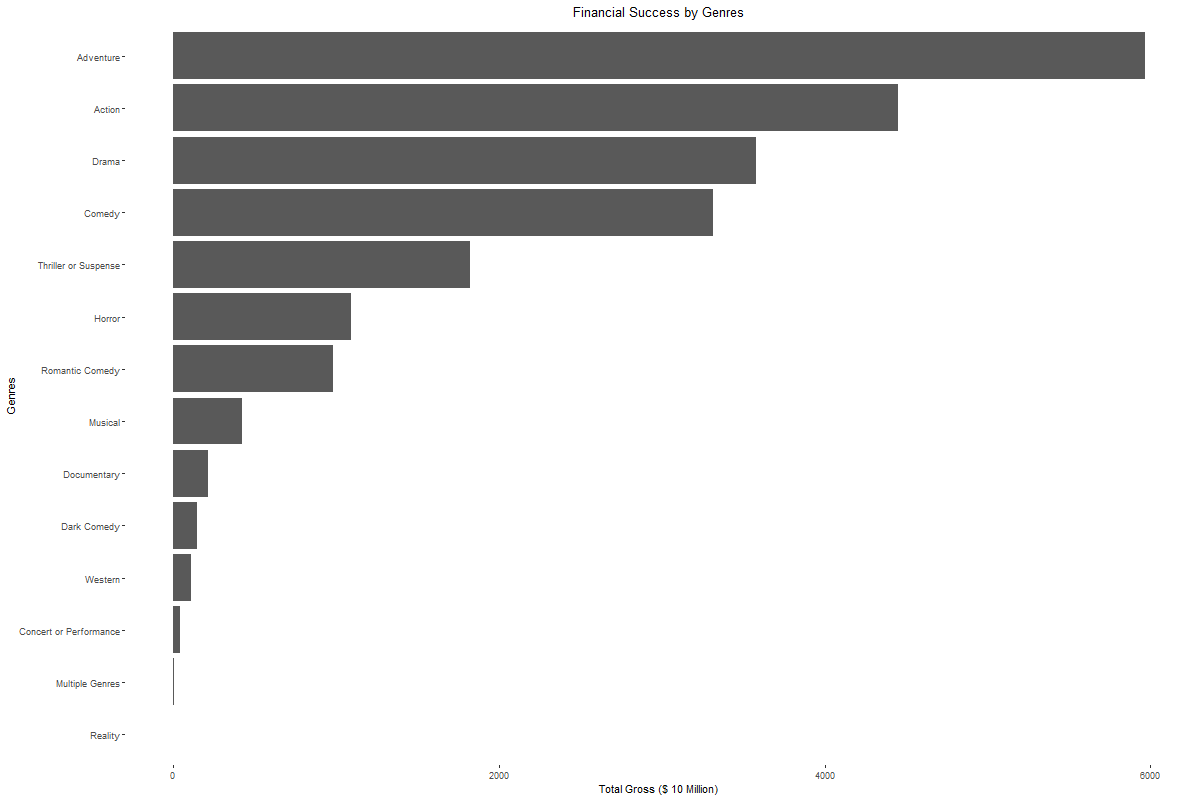 Financial Success by Genres
Adventure
Action
Drama
Comedy
Thriller or Suspense
Horror
Romantic Comedy
Musical
Documentary
Dark Comedy
Western
Concert or Performance
Multiple Genres
Reality
Genres
0 2000 4000 6000
Total Gross ($ 10 Million)